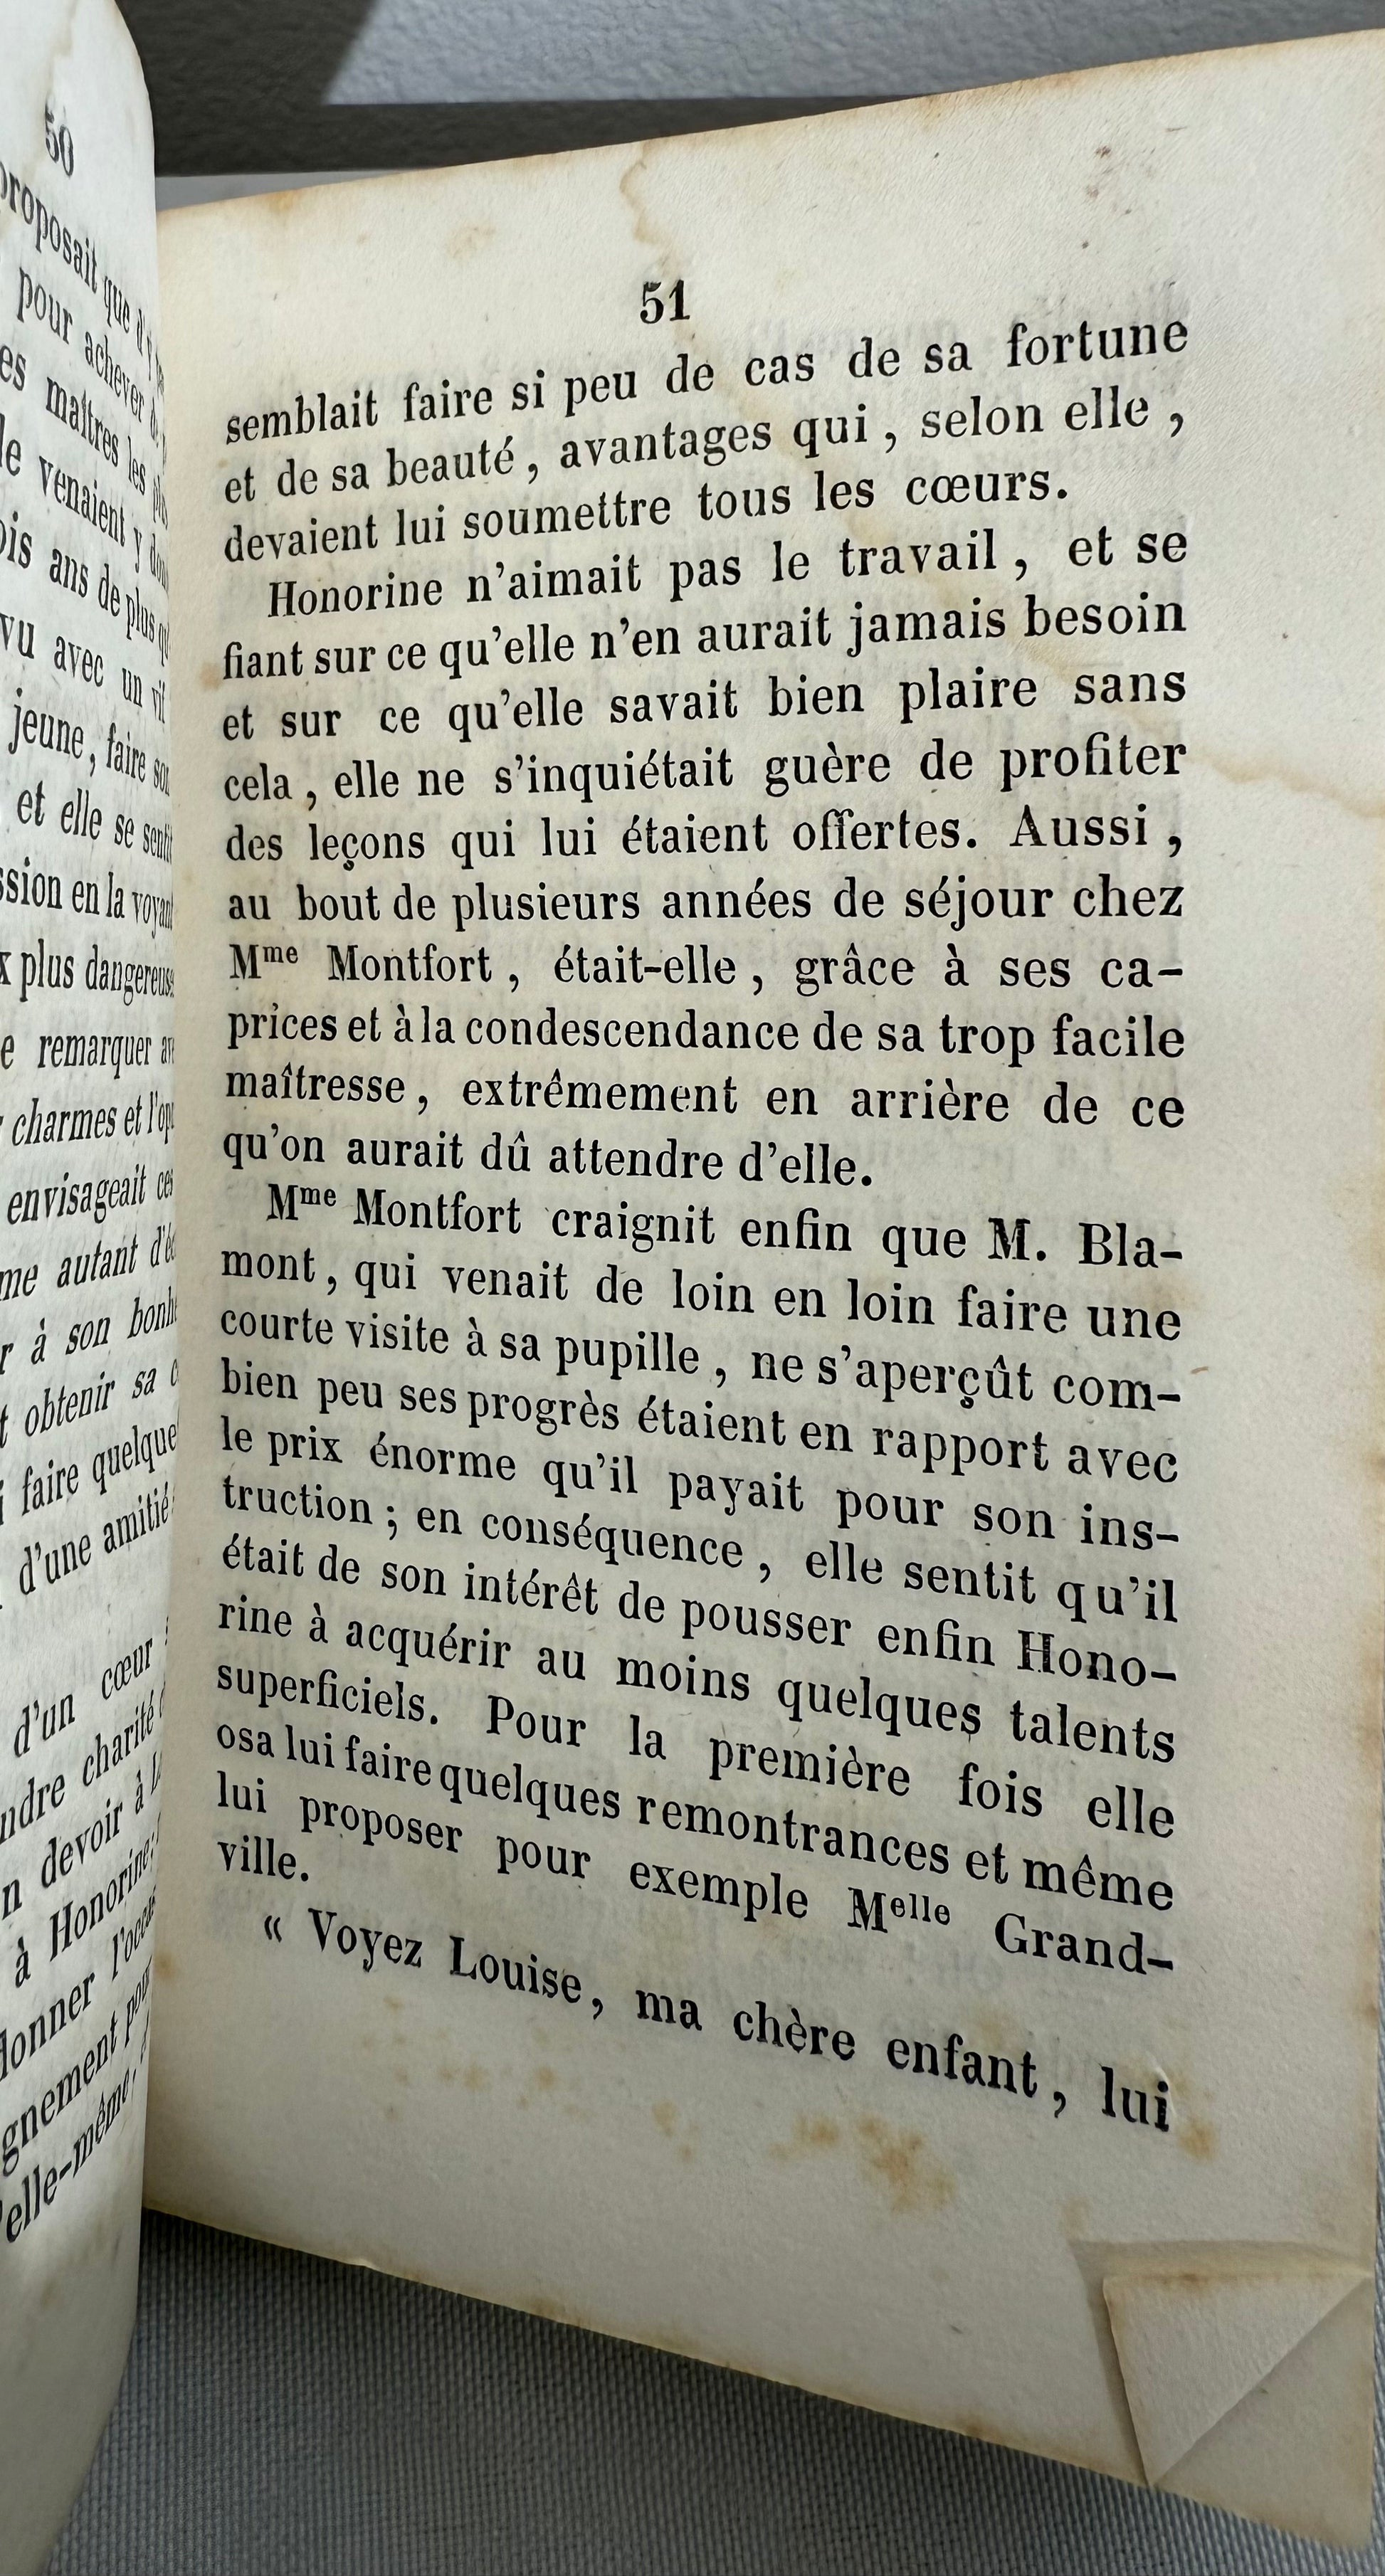 50
proposait que d'y
pour achever
maîtres les
venaient y
ans de plus
avec un vif
jeune, faire
et elle se sentit
en la voyant
plus dangereuse
remarquer
charmes et
envisageait
autant
à son
obtenir sa
faire quelque
d'une amitié
d'un cœur
charité
devoir à
à Honorine
elle-même
51
semblait faire si peu de cas de sa fortune
et de sa beauté, avantages qui, selon elle,
devaient lui soumettre tous les cœurs.
Honorine n'aimait pas le travail, et se
fiant sur ce qu'elle n'en aurait jamais besoin
et sur ce qu'elle savait bien plaire sans
cela, elle ne s'inquiétait guère de profiter
des leçons qui lui étaient offertes. Aussi,
au bout de plusieurs années de séjour chez
Mme Montfort, était-elle, grâce à ses ca-
prices et à la condescendance de sa trop facile
maîtresse, extrêmement en arrière de ce
qu'on aurait dû attendre d'elle.
Mme Montfort craignit enfin que M. Bla-
mont, qui venait de loin en loin faire une
courte visite à sa pupille, ne s'aperçût com-
bien peu ses progrès étaient en rapport avec
le prix énorme qu'il payait pour son ins-
truction; en conséquence, elle sentit qu'il
était de son intérêt de pousser enfin Hono-
rine à acquérir au moins quelques talents
superficiels. Pour la première fois elle
osa lui faire quelques remontrances et même
lui proposer pour exemple Melle Grand-
ville.
« Voyez Louise, ma chère enfant, lui